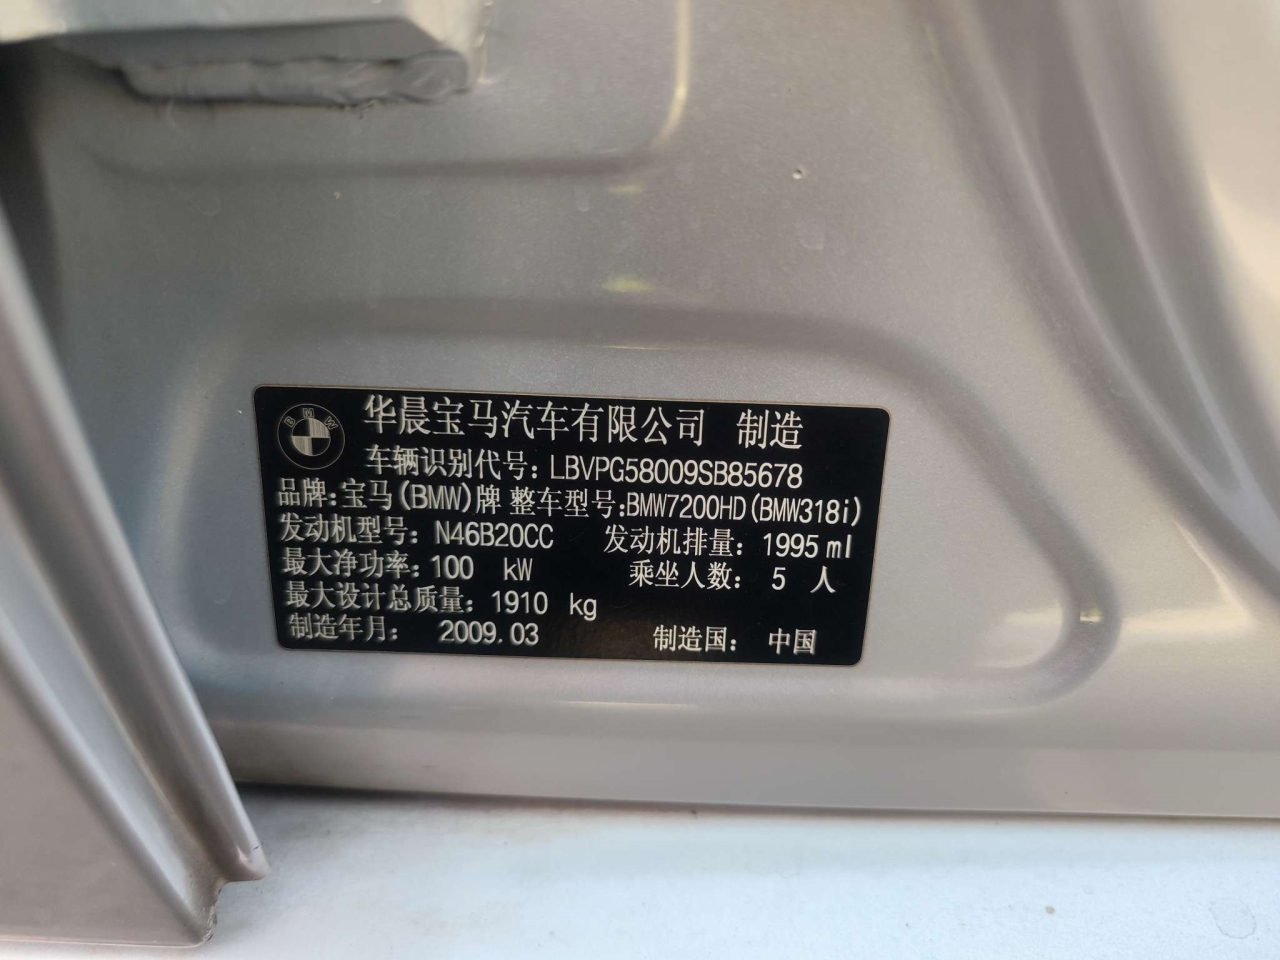 华晨宝马汽车有限公司 制造
车辆识别代号: LBVPG58009SB85678
品牌:宝马(BMW)牌 整车型号:BMW7200HD(BMW318i)
发动机型号: N46B20CC 发动机排量: 1995 ml
最大净功率: 100 kW 乘坐人数: 5 人
最大设计总质量: 1910 kg
制造年月: 2009.03 制造国: 中国